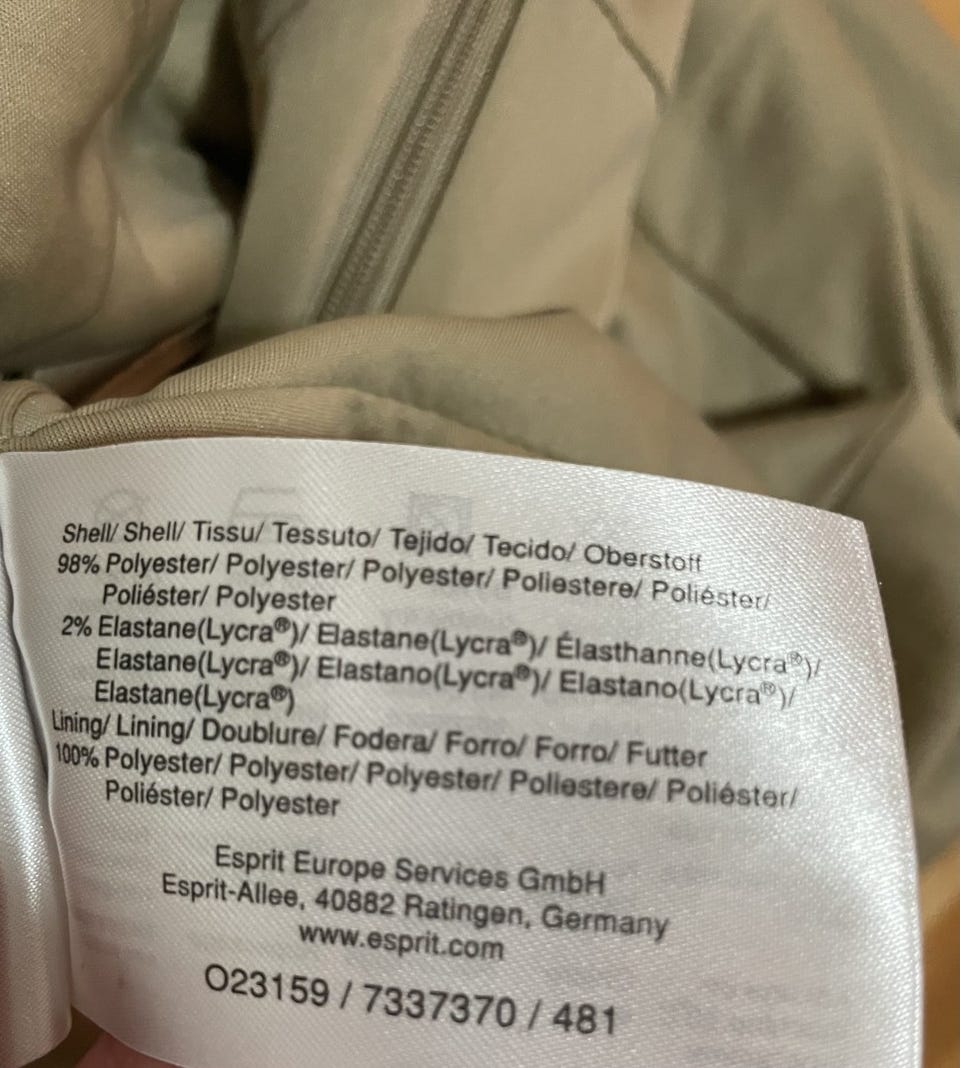 Shell/ Shell/ Tissu/ Tessuto/ Tejido/ Tecido/ Oberstoff
98% Polyester/ Polyester/ Polyester/ Poliestere/ Poliéster/
Poliéster/ Polyester
2% Elastane(Lycra®)/ Elastane(Lycra®)/ Élasthanne(Lycra®)/
Elastane(Lycra®)/ Elastano(Lycra®)/ Elastano(Lycra®)/
Elastane(Lycra®)
Lining/ Lining/ Doublure/ Fodera/ Forro/ Forro/ Futter
100% Polyester/ Polyester/ Polyester/ Poliestere/ Poliéster/
Poliéster/ Polyester
Esprit Europe Services GmbH
Esprit-Allee, 40882 Ratingen, Germany
www.esprit.com
O23159 / 7337370 / 481